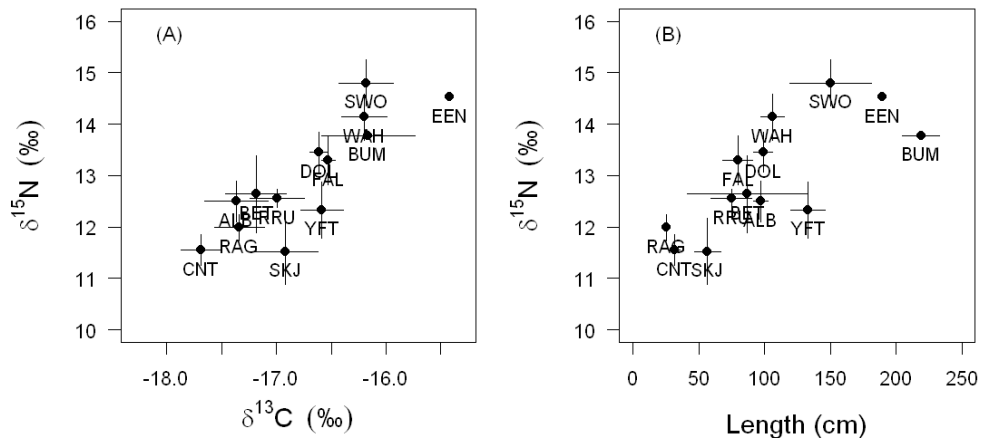 (A)
16
15
14
13
12
11
10
δ¹⁵N (‰)
SWO
EEN
WAH
BUM
DOL
FAL
BET
ALB
RRU
YFT
RAG
CNT
SKJ
-18.0
-17.0
-16.0
δ¹³C (‰)
(B)
16
15
14
13
12
11
10
δ¹⁵N (‰)
SWO
EEN
WAH
BUM
DOL
FAL
BET
RRU
ALB
YFT
RAG
CNT
SKJ
0
50
100
150
200
250
Length (cm)